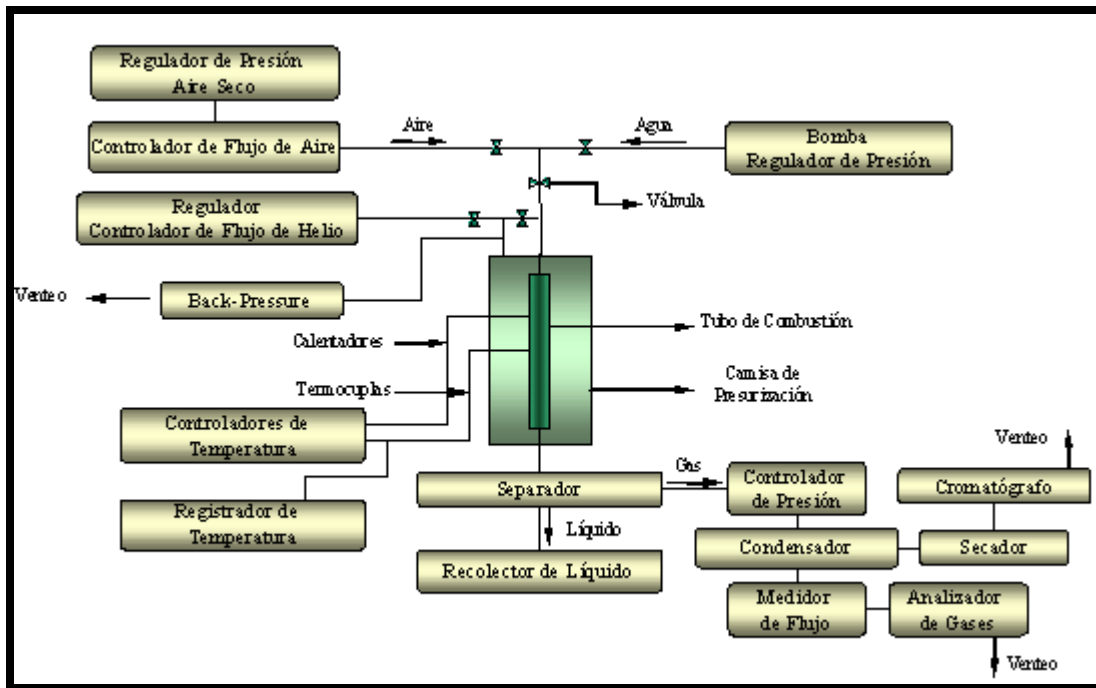 Regulador de Presión
Aire Seco
Controlador de Flujo de Aire
Aire
Agua
Bomba
Regulador de Presión
Válvula
Regulador
Controlador de Flujo de Helio
Venteo
Back-Pressure
Calentadores
Tubo de Combustión
Termocuplas
Camisa de
Presurización
Controladores de
Temperatura
Registrador de
Temperatura
Separador
Gas
Líquido
Recolector de Líquido
Controlador
de Presión
Venteo
Cromatógrafo
Condensador
Secador
Medidor
de Flujo
Analizador
de Gases
Venteo